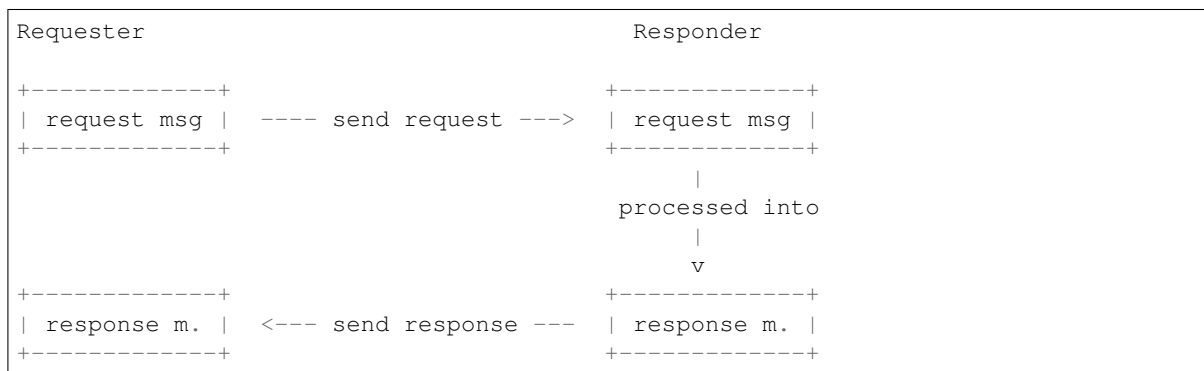 Requester                                 Responder
+-------------+                         +-------------+
| request msg |  ---- send request ---> | request msg |
+-------------+                         +-------------+
                                              |
                                         processed into
                                              |
                                              v
+-------------+                         +-------------+
| response m. |  <--- send response --- | response m. |
+-------------+                         +-------------+